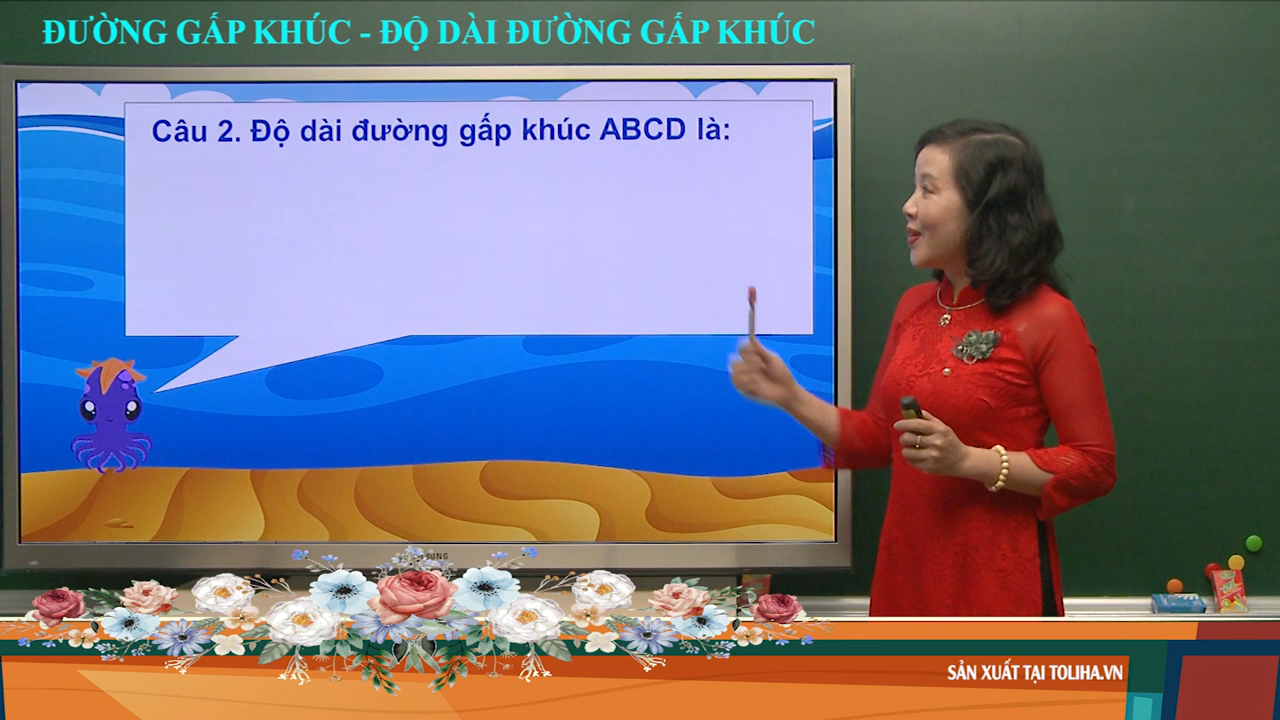 ĐƯỜNG GẤP KHÚC - ĐỘ DÀI ĐƯỜNG GẤP KHÚC
Câu 2. Độ dài đường gấp khúc ABCD là:
SẢN XUẤT TẠI TOLIHA.VN